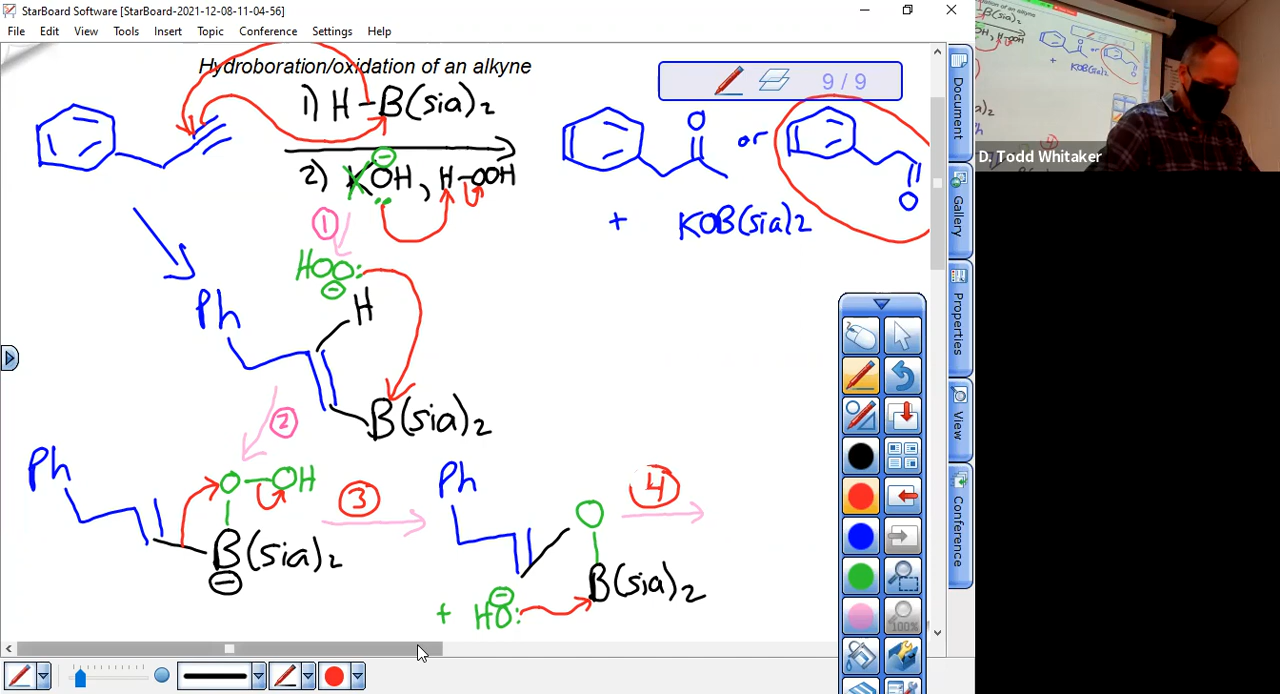 StarBoard Software [StarBoard-2021-12-08-11-04-56]
File Edit View Tools Insert Top Conference Settings Help
Hydroboration/oxidation of an alkyne
9/9
1) H-B(sia)2
2) KOH, H-OOH
⊖
O
or
O
+ KOB(sia)2
D. Todd Whitaker
1
HOO:
⊖
H
Ph
B(sia)2
2
Ph
O-OH
B(sia)2
⊖
3
Ph
O
B(sia)2
4
+ HO:
⊖
Document
Gallery
Properties
View
Conference
100%